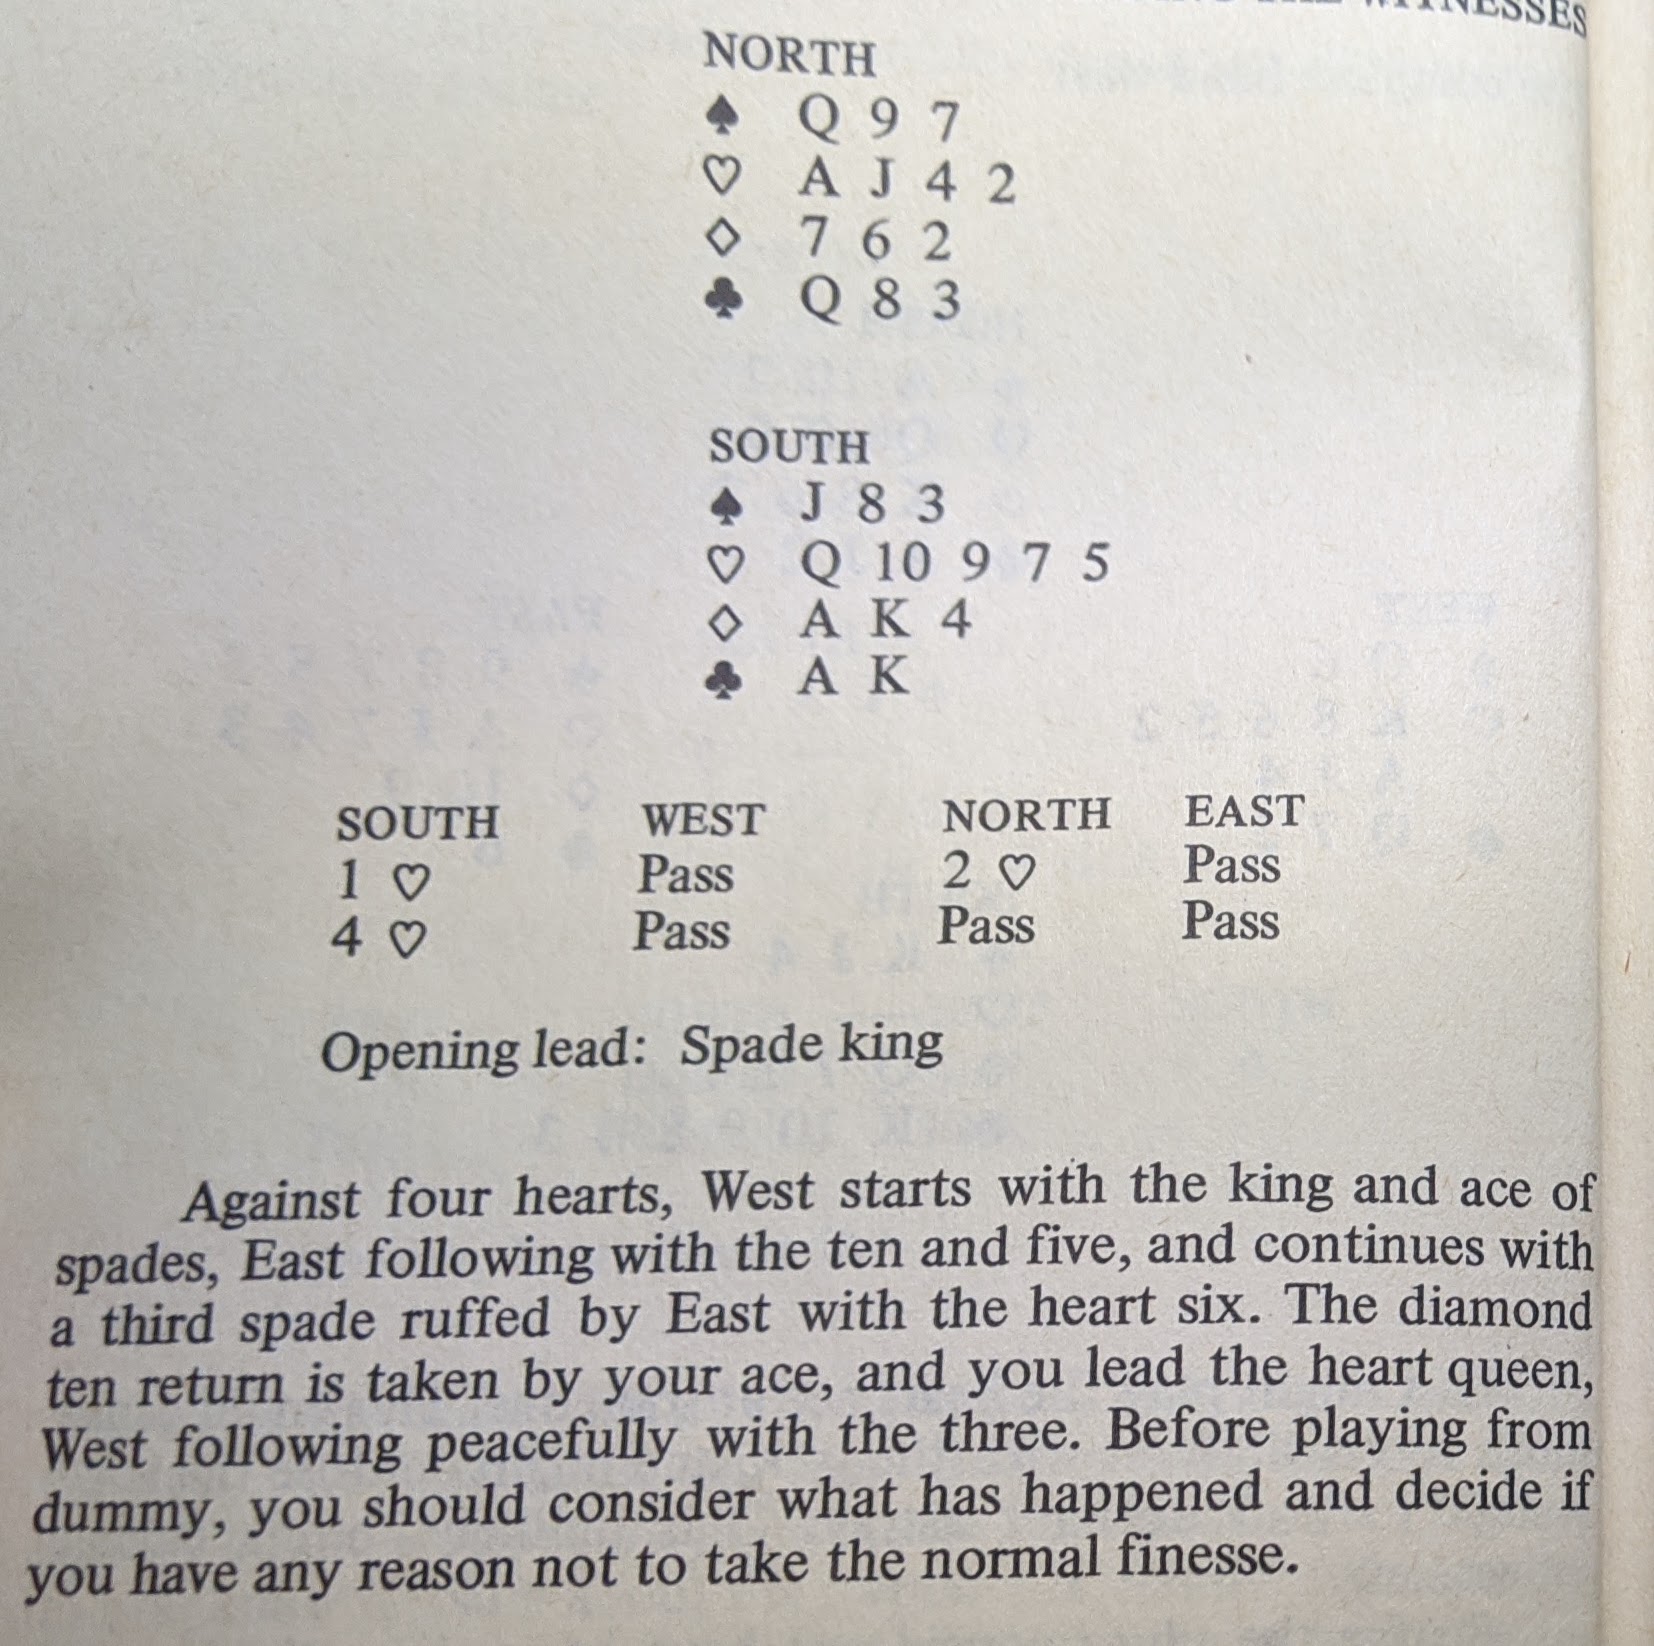 WITNESSES
NORTH
♠ Q 9 7
♡ A J 4 2
♢ 7 6 2
♣ Q 8 3
SOUTH
♠ J 8 3
♡ Q 10 9 7 5
♢ A K 4
♣ A K
SOUTH WEST NORTH EAST
1 ♡ Pass 2 ♡ Pass
4 ♡ Pass Pass Pass
Opening lead: Spade king
Against four hearts, West starts with the king and ace of
spades, East following with the ten and five, and continues with
a third spade ruffed by East with the heart six. The diamond
ten return is taken by your ace, and you lead the heart queen,
West following peacefully with the three. Before playing from
dummy, you should consider what has happened and decide if
you have any reason not to take the normal finesse.